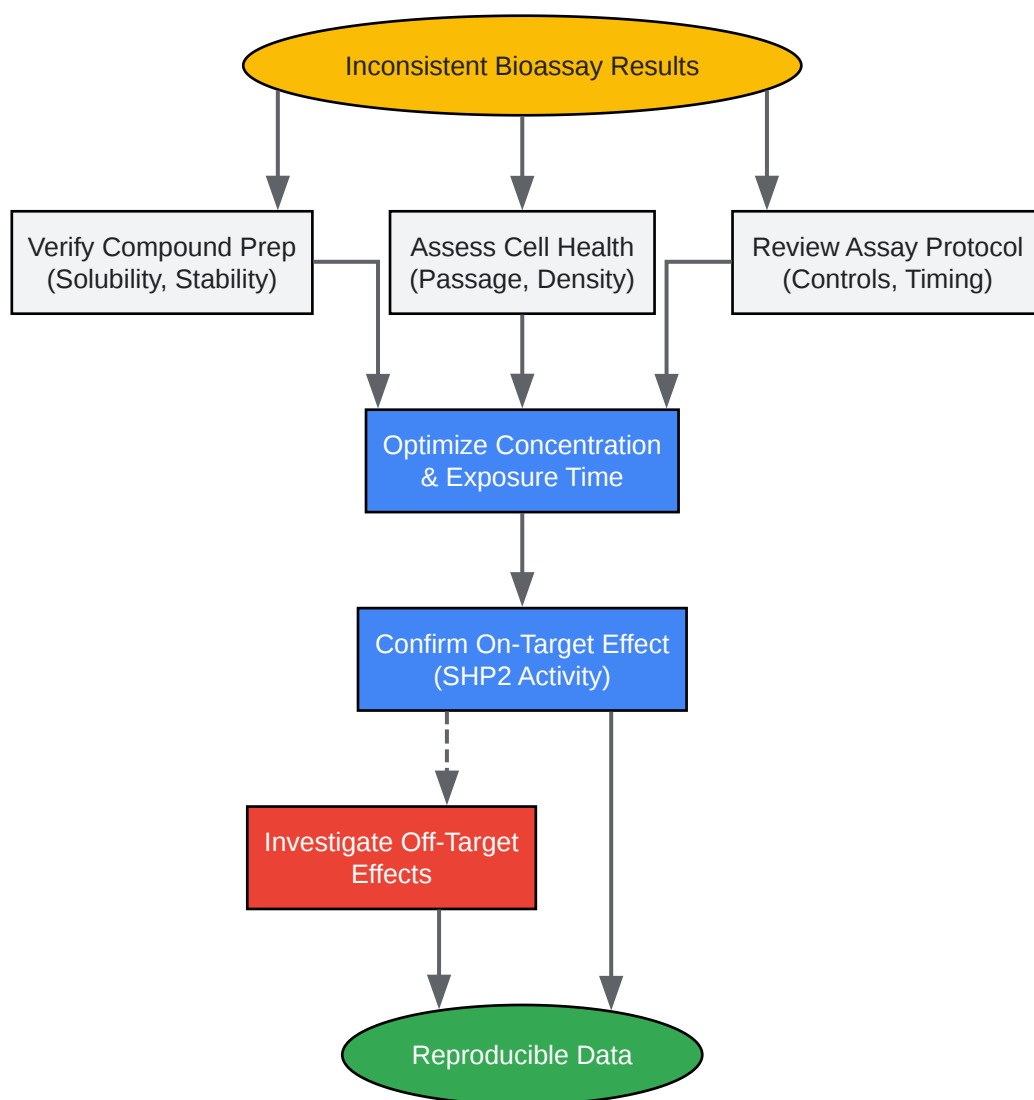 Inconsistent Bioassay Results
Verify Compound Prep
(Solubility, Stability)
Assess Cell Health
(Passage, Density)
Review Assay Protocol
(Controls, Timing)
Optimize Concentration
& Exposure Time
Confirm On-Target Effect
(SHP2 Activity)
Investigate Off-Target
Effects
Reproducible Data